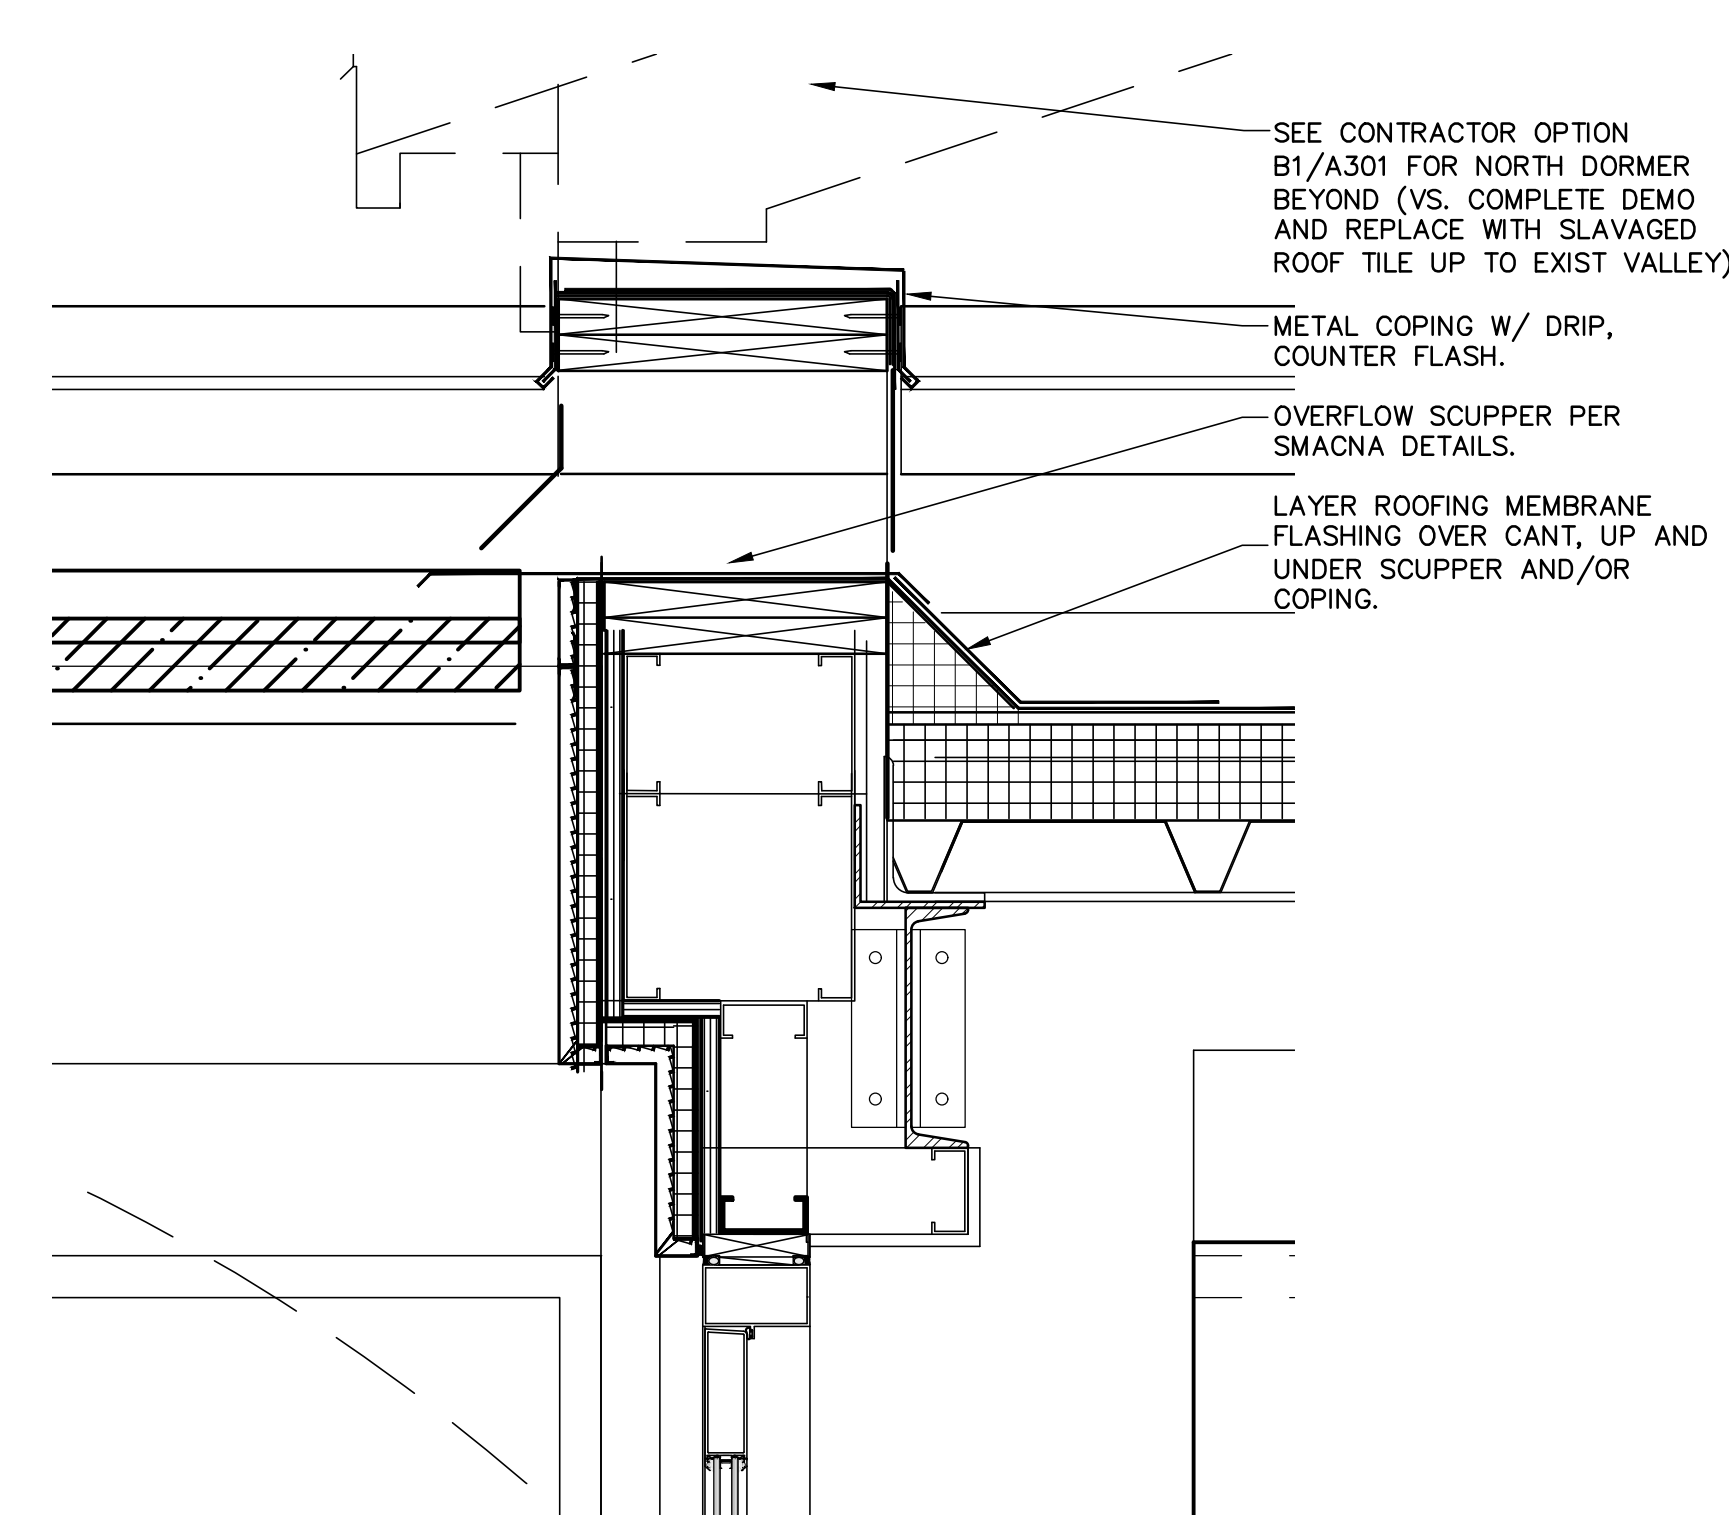 SEE CONTRACTOR OPTION
B1/A301 FOR NORTH DORMER
BEYOND (VS. COMPLETE DEMO
AND REPLACE WITH SLAVAGED
ROOF TILE UP TO EXIST VALLEY)
METAL COPING W/ DRIP,
COUNTER FLASH.
OVERFLOW SCUPPER PER
SMACNA DETAILS.
LAYER ROOFING MEMBRANE
FLASHING OVER CANT, UP AND
UNDER SCUPPER AND/OR
COPING.